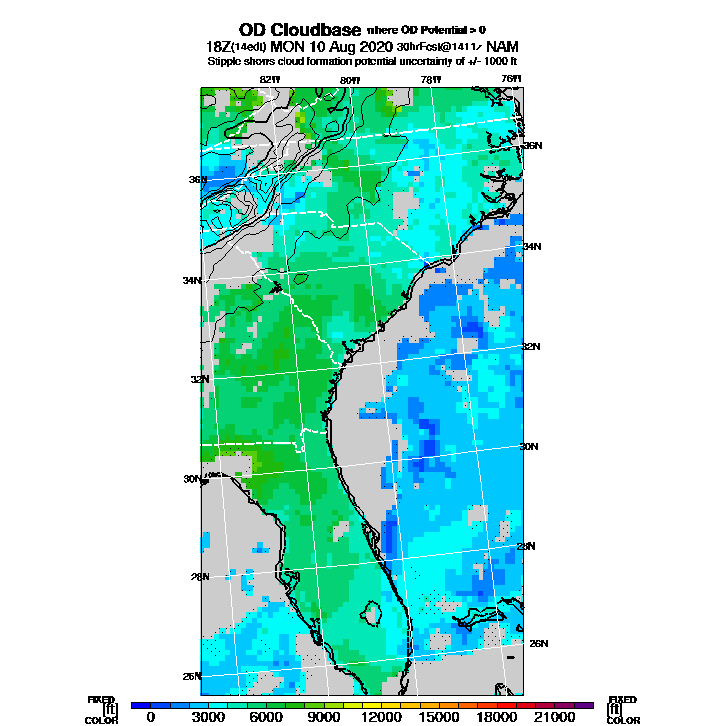 OD Cloudbase where OD Potential > 0
18Z(14edt) MON 10 Aug 2020 30hrFcst@1411z NAM
Stipple shows cloud formation potential uncertainty of +/- 1000 ft
82W 80W 78W 76W
36N
36N
34N
34N
32N
32N
30N
30N
28N
28N
26N
26N
FIXED FIXED
[ft] 0 3000 6000 9000 12000 15000 18000 21000 [ft]
COLOR COLOR